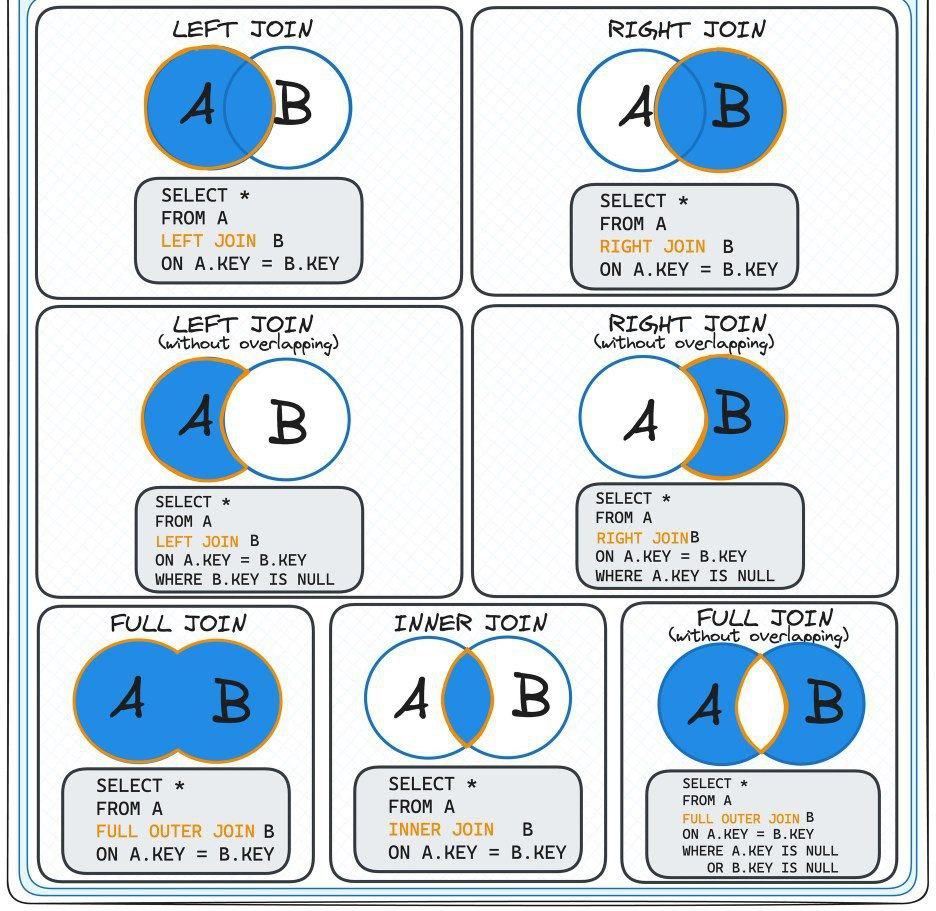 LEFT JOIN
A B
SELECT *
FROM A
LEFT JOIN B
ON A.KEY = B.KEY
RIGHT JOIN
A B
SELECT *
FROM A
RIGHT JOIN B
ON A.KEY = B.KEY
LEFT JOIN
(without overlapping)
A B
SELECT *
FROM A
LEFT JOIN B
ON A.KEY = B.KEY
WHERE B.KEY IS NULL
RIGHT JOIN
(without overlapping)
A B
SELECT *
FROM A
RIGHT JOIN B
ON A.KEY = B.KEY
WHERE A.KEY IS NULL
FULL JOIN
A B
SELECT *
FROM A
FULL OUTER JOIN B
ON A.KEY = B.KEY
INNER JOIN
A B
SELECT *
FROM A
INNER JOIN B
ON A.KEY = B.KEY
FULL JOIN
(without overlapping)
A B
SELECT *
FROM A
FULL OUTER JOIN B
ON A.KEY = B.KEY
WHERE A.KEY IS NULL
OR B.KEY IS NULL